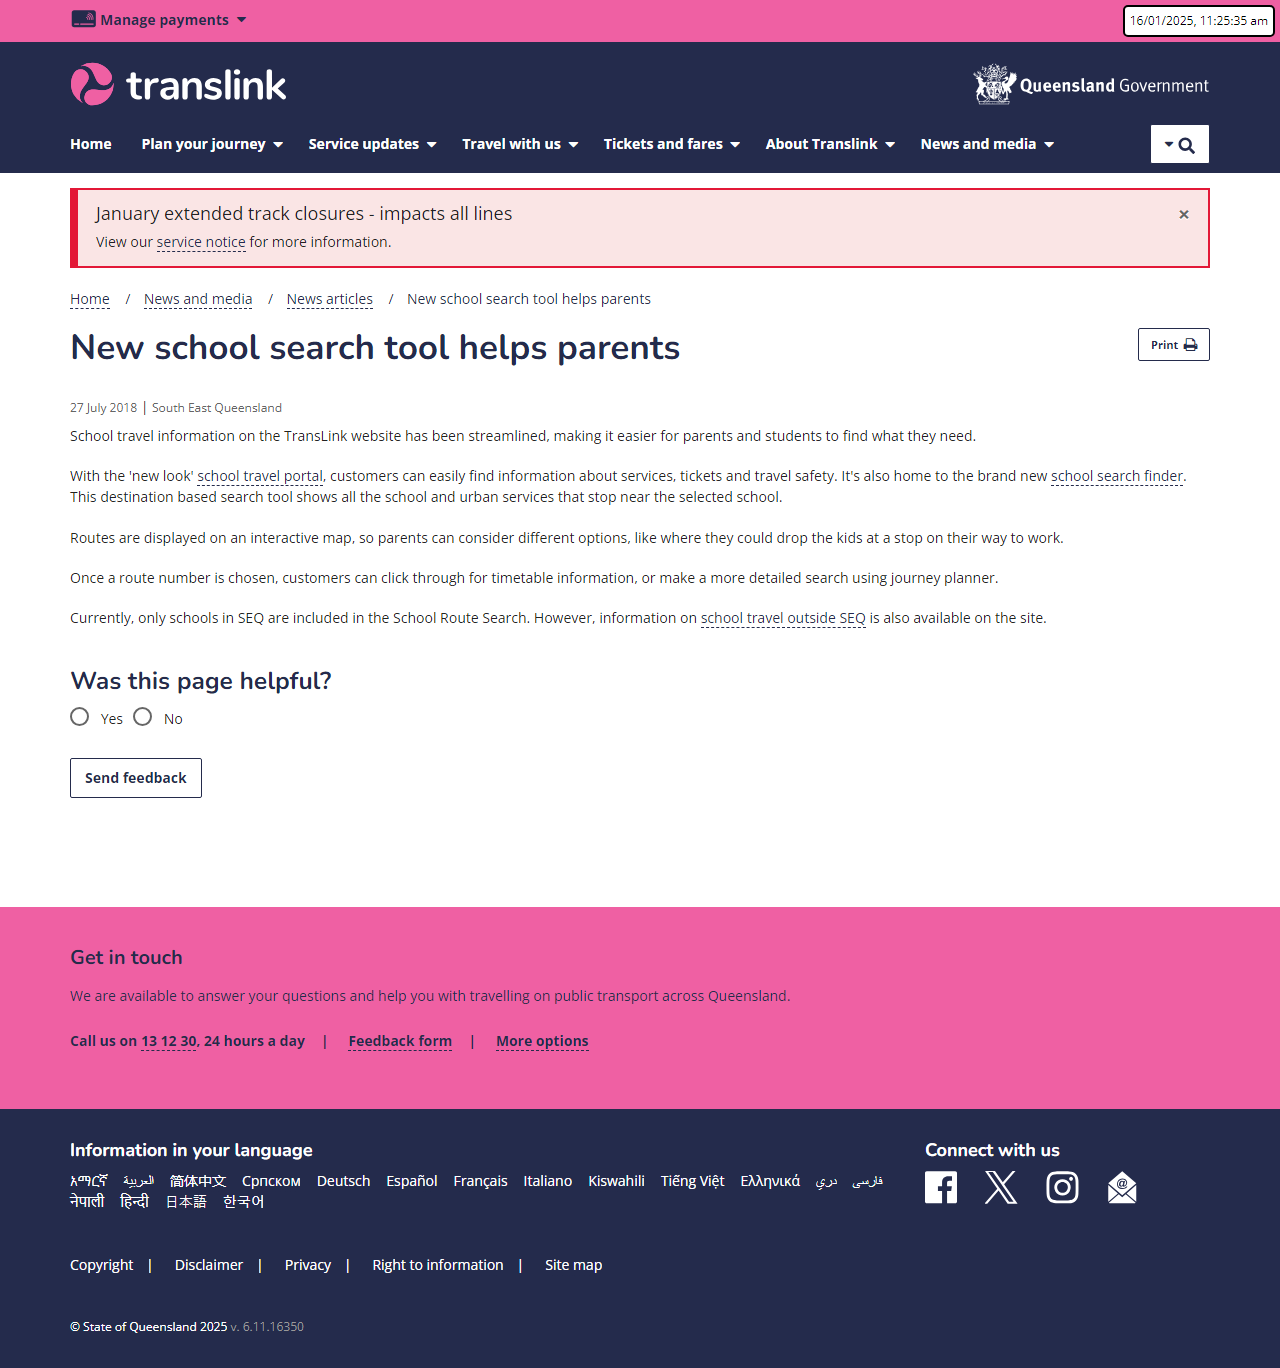 Manage payments
16/01/2025, 11:25:35 am
translink
Queensland Government
Home Plan your journey Service updates Travel with us Tickets and fares About Translink News and media
January extended track closures - impacts all lines
×
View our service notice for more information.
Home / News and media / News articles / New school search tool helps parents
New school search tool helps parents
Print
27 July 2018 | South East Queensland
School travel information on the TransLink website has been streamlined, making it easier for parents and students to find what they need.
With the 'new look' school travel portal, customers can easily find information about services, tickets and travel safety. It's also home to the brand new school search finder.
This destination based search tool shows all the school and urban services that stop near the selected school.
Routes are displayed on an interactive map, so parents can consider different options, like where they could drop the kids at a stop on their way to work.
Once a route number is chosen, customers can click through for timetable information, or make a more detailed search using journey planner.
Currently, only schools in SEQ are included in the School Route Search. However, information on school travel outside SEQ is also available on the site.
Was this page helpful?
Yes No
Send feedback
Get in touch
We are available to answer your questions and help you with travelling on public transport across Queensland.
Call us on 13 12 30, 24 hours a day | Feedback form | More options
Information in your language
Connect with us
አማርኛ العربية 简体中文 Српском Deutsch Español Français Italiano Kiswahili Tiếng Việt Ελληνικά دري فارسی
नेपाली हिन्दी 日本語 한국어
Copyright | Disclaimer | Privacy | Right to information | Site map
© State of Queensland 2025 v. 6.11.16350